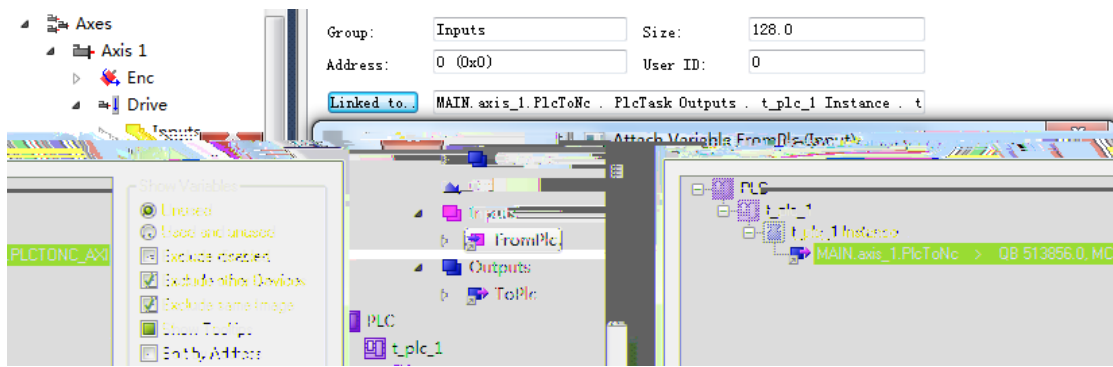 Axes
Axis 1
Enc
Drive
Inputs
Group: Inputs Size: 128.0
Address: 0 (0x0) User ID: 0
Linked to.. MAIN.axis_1.PlcToNc . PlcTask Outputs . t_plc_1 Instance . t
Attach Variable FromPlc (Input)
Show Variables
Unused
Used and unused
Exclude disabled
Exclude other Devices
Exclude same Image
Show Tooltips
.PLCTONC_AXI
FromPlc
Outputs
ToPlc
PLC
t_plc_1
PLC
t_plc_1
t_plc_1 Instance
MAIN.axis_1.PlcToNc > QB 513856.0, MC